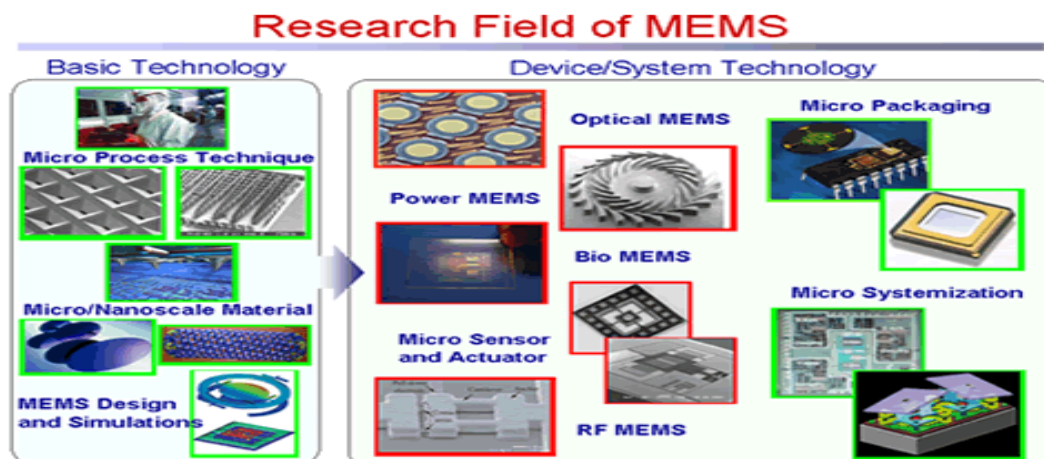 Research Field of MEMS
Basic Technology
Device/System Technology
Micro Process Technique
Micro/Nanoscale Material
MEMS Design
and Simulations
Optical MEMS
Power MEMS
Bio MEMS
Micro Sensor
and Actuator
RF MEMS
Micro Packaging
Micro Systemization